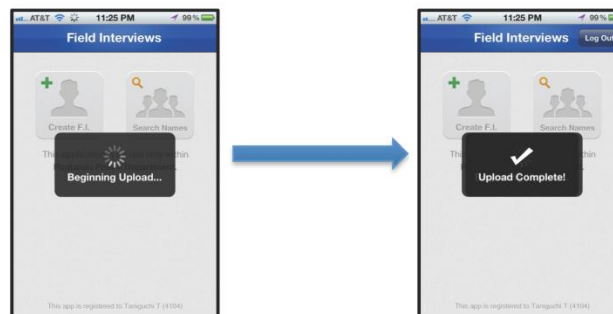 AT&T 11:25 PM 99%
Field Interviews
Create F.I.
Search Names
Beginning Upload...
This app is registered to Taniguchi T (4104)
AT&T 11:25 PM 99%
Field Interviews Log Out
Create F.I.
Search Names
Upload Complete!
This app is registered to Taniguchi T (4104)